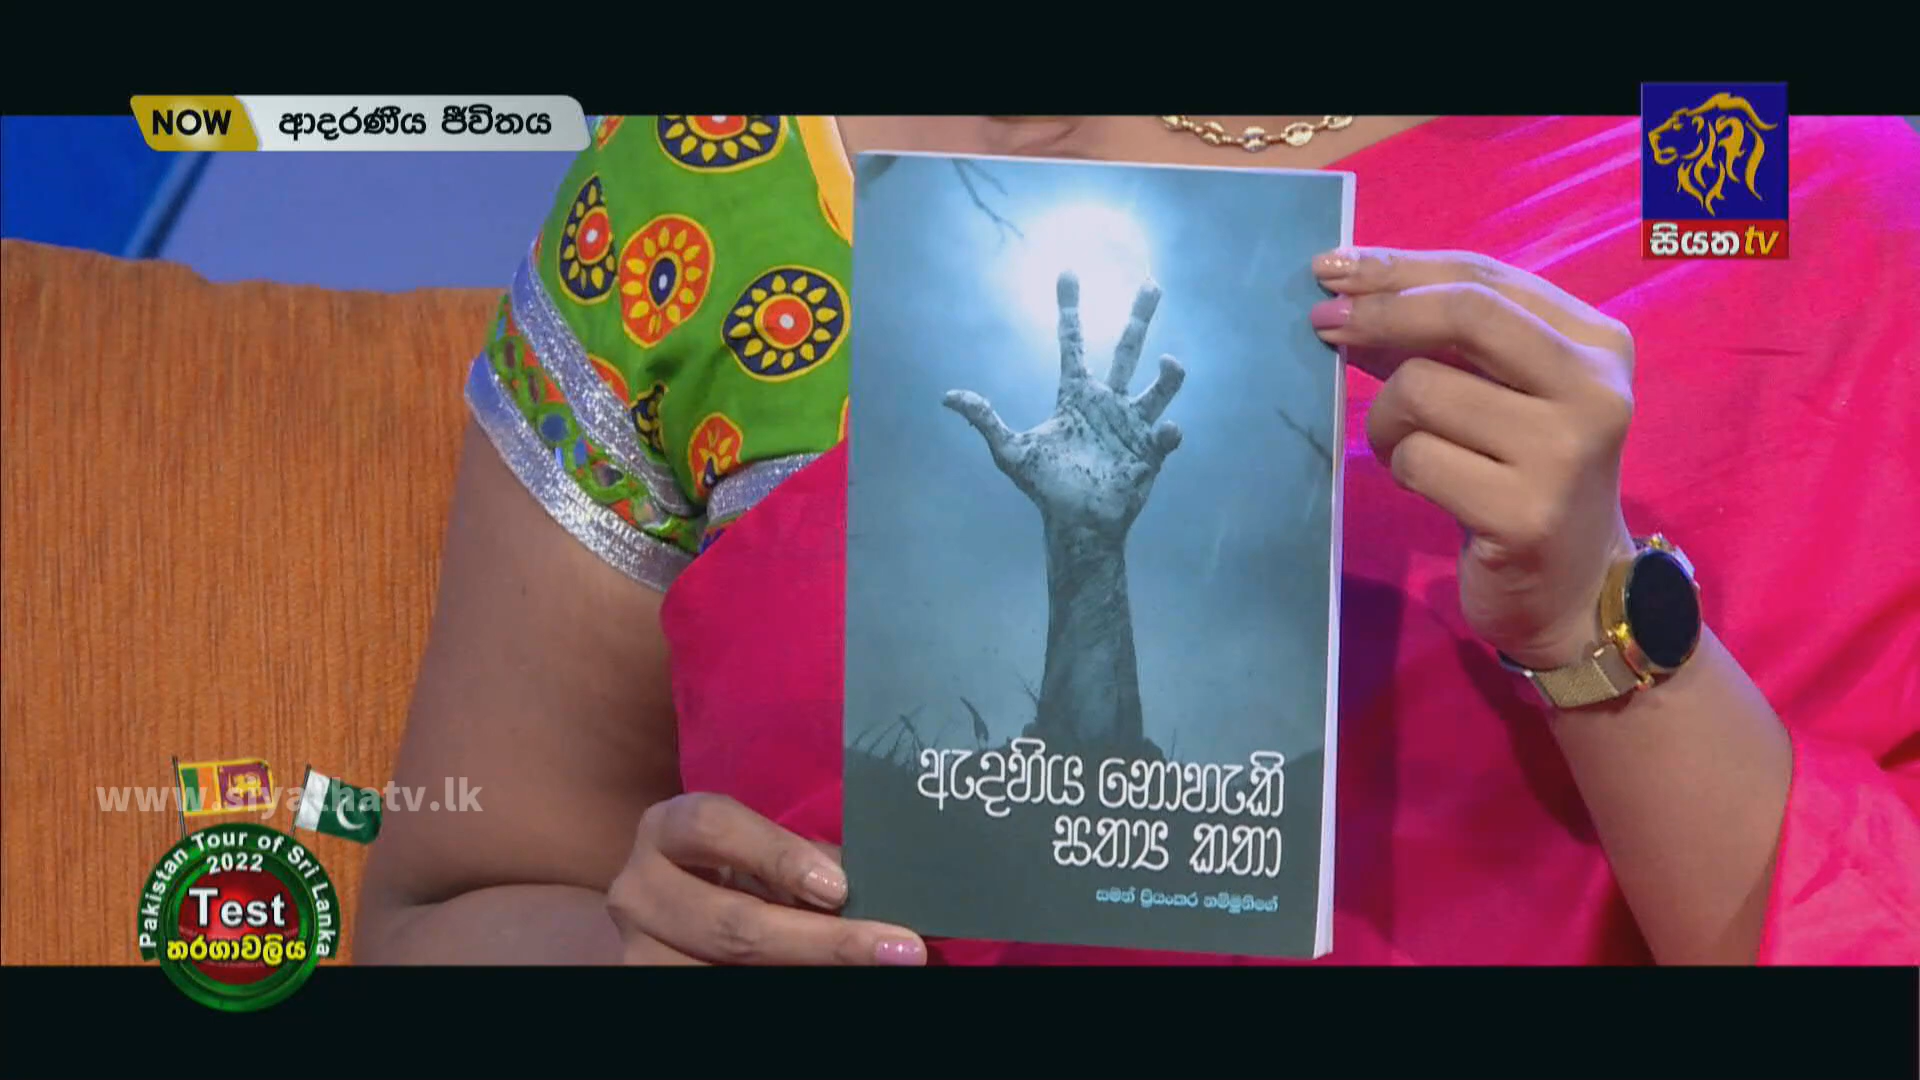 NOW ආදරණීය ජීවිතය
සියත tv
ඇදහිය නොහැකි
සත්‍ය කතා
සමන් ප්‍රියංකර නම්මුනිගේ
www.siyathatv.lk
Pakistan Tour of Sri Lanka
2022
Test
තරගාවලිය